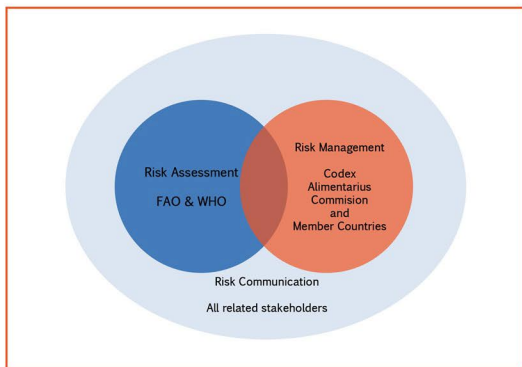 Risk Assessment
FAO & WHO
Risk Management
Codex
Alimentarius
Commision
and
Member Countries
Risk Communication
All related stakeholders